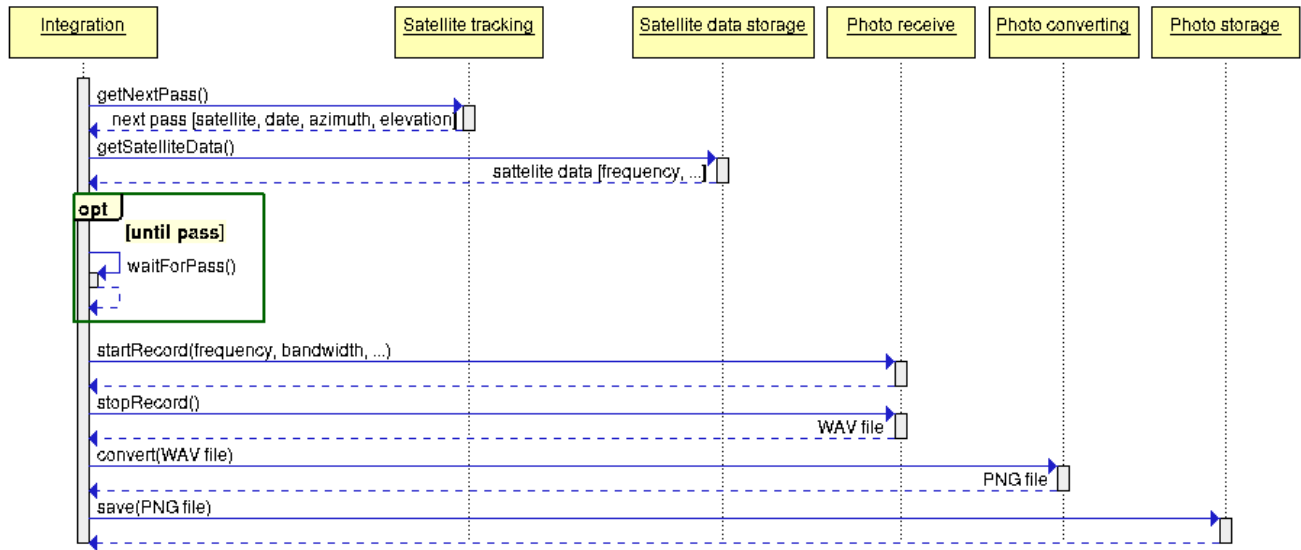 Integration
Satellite tracking
Satellite data storage
Photo receive
Photo converting
Photo storage
getNextPass()
next pass [satellite, date, azimuth, elevation]
getSatelliteData()
sattelite data [frequency, ...]
opt
[until pass]
waitForPass()
startRecord(frequency, bandwidth, ...)
stopRecord()
WAV file
convert(WAV file)
PNG file
save(PNG file)